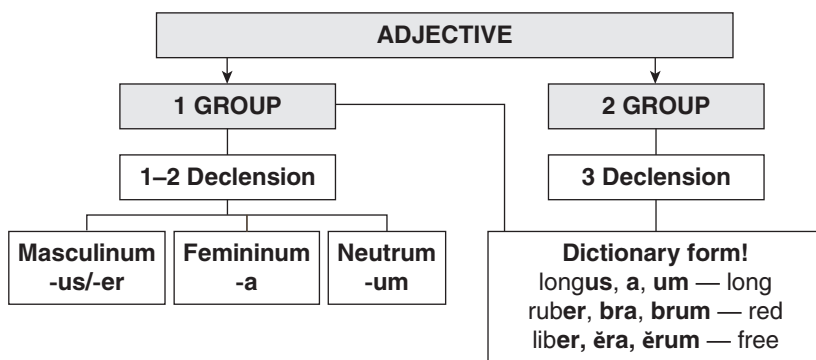 ADJECTIVE
1 GROUP
2 GROUP
1–2 Declension
3 Declension
Masculinum
-us/-er
Femininum
-a
Neutrum
-um
Dictionary form!
longus, a, um — long
ruber, bra, brum — red
liber, ĕra, ĕrum — free